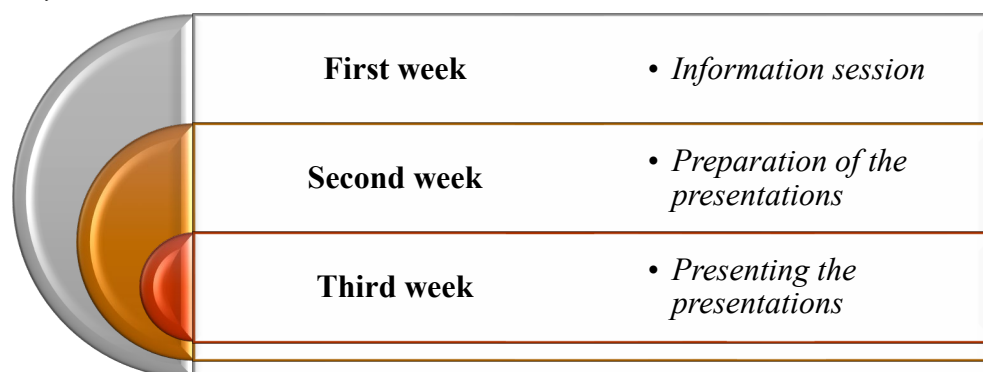 First week
• Information session
Second week
• Preparation of the
presentations
Third week
• Presenting the
presentations